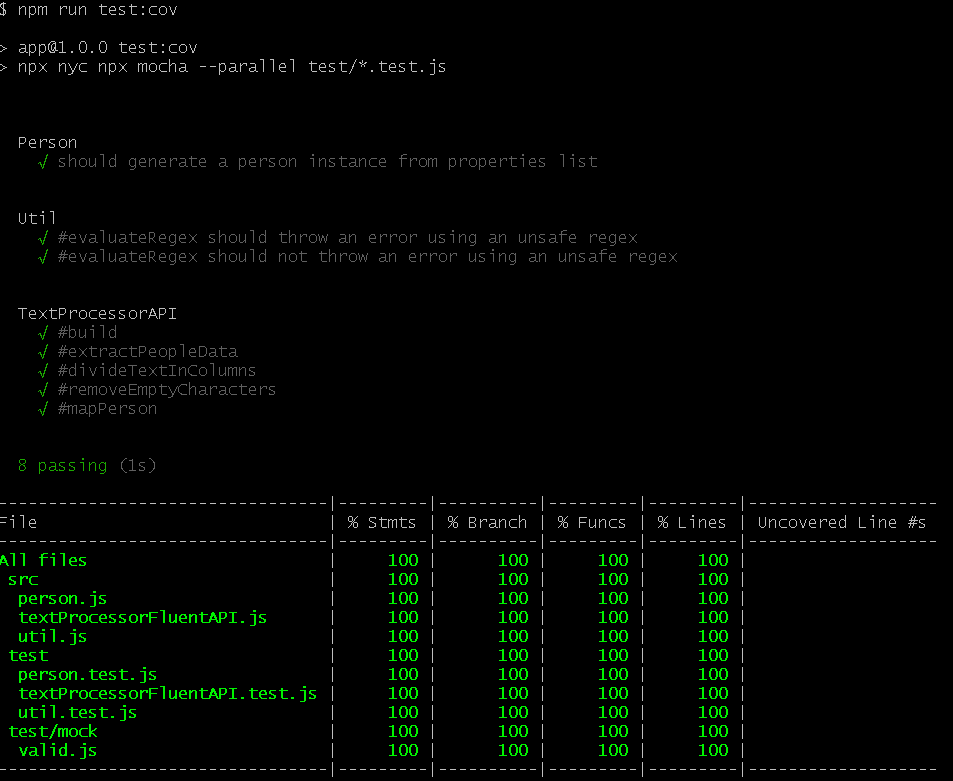 $ npm run test:cov
> app@1.0.0 test:cov
> npx nyc npx mocha --parallel test/*.test.js
Person
√ should generate a person instance from properties list
Util
√ #evaluateRegex should throw an error using an unsafe regex
√ #evaluateRegex should not throw an error using an unsafe regex
TextProcessorAPI
√ #build
√ #extractPeopleData
√ #divideTextInColumns
√ #removeEmptyCharacters
√ #mapPerson
8 passing (1s)
---------------------------------|---------|----------|---------|---------|-------------------
File | % Stmts | % Branch | % Funcs | % Lines | Uncovered Line #s
---------------------------------|---------|----------|---------|---------|-------------------
All files | 100 | 100 | 100 | 100 |
src | 100 | 100 | 100 | 100 |
person.js | 100 | 100 | 100 | 100 |
textProcessorFluentAPI.js | 100 | 100 | 100 | 100 |
util.js | 100 | 100 | 100 | 100 |
test | 100 | 100 | 100 | 100 |
person.test.js | 100 | 100 | 100 | 100 |
textProcessorFluentAPI.test.js | 100 | 100 | 100 | 100 |
util.test.js | 100 | 100 | 100 | 100 |
test/mock | 100 | 100 | 100 | 100 |
valid.js | 100 | 100 | 100 | 100 |
---------------------------------|---------|----------|---------|---------|-------------------